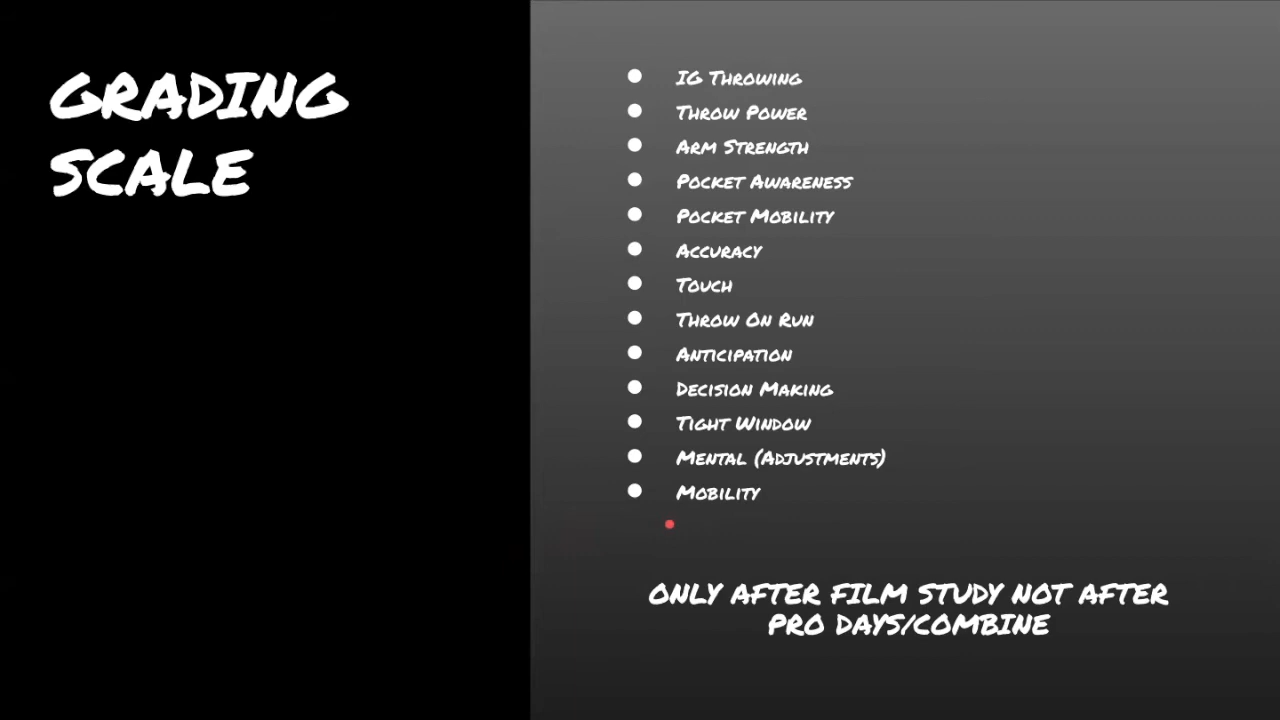 GRADING
SCALE
IG THROWING
THROW POWER
ARM STRENGTH
POCKET AWARENESS
POCKET MOBILITY
ACCURACY
TOUCH
THROW ON RUN
ANTICIPATION
DECISION MAKING
TIGHT WINDOW
MENTAL (ADJUSTMENTS)
MOBILITY
ONLY AFTER FILM STUDY NOT AFTER
PRO DAYS/COMBINE